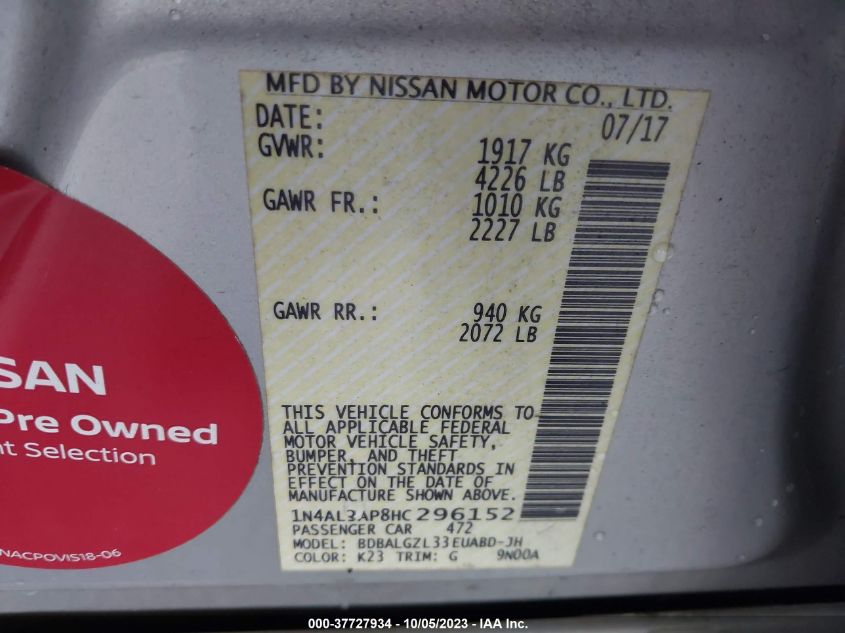 MFD BY NISSAN MOTOR CO., LTD.
DATE: 07/17
GVWR: 1917 KG
4226 LB
GAWR FR.: 1010 KG
2227 LB
GAWR RR.: 940 KG
2072 LB
THIS VEHICLE CONFORMS TO
ALL APPLICABLE FEDERAL
MOTOR VEHICLE SAFETY,
BUMPER, AND THEFT
PREVENTION STANDARDS IN
EFFECT ON THE DATE OF
MANUFACTURE SHOWN ABOVE.
1N4AL3AP8HC296152
PASSENGER CAR 472
MODEL: BDBALGZL33EUABD-JH
COLOR: K23 TRIM: G 9N00A
SSAN
Pre Owned
nt Selection
NACPOVIS18-06
000-37727934 - 10/05/2023 - IAA Inc.